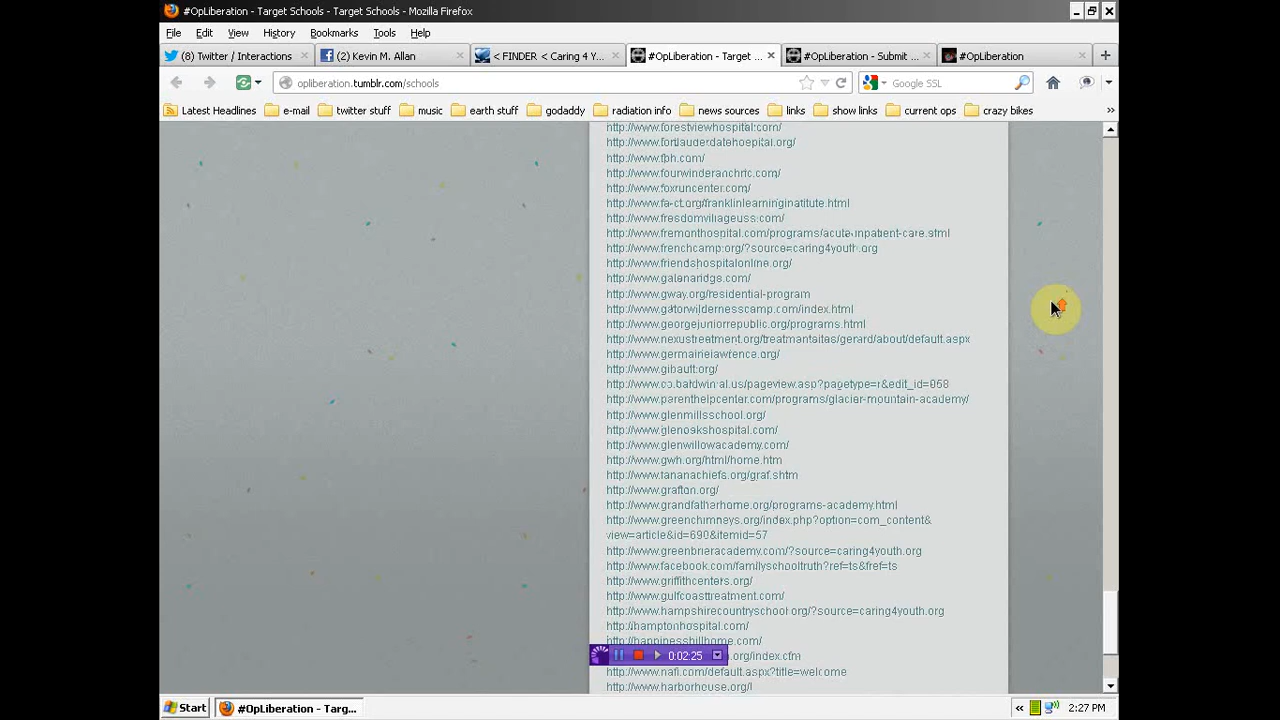 #OpLiberation - Target Schools - Target Schools - Mozilla Firefox
File Edit View History Bookmarks Tools Help
(8) Twitter / Interactions
(2) Kevin M. Allan
< FINDER < Caring 4 Y...
#OpLiberation - Target ...
#OpLiberation - Submit ...
#OpLiberation
opliberation.tumblr.com/schools
Google SSL
Latest Headlines e-mail twitter stuff music earth stuff godaddy radiation info news sources links show links current ops crazy bikes »
http://www.forestviewhospital.com/
http://www.fortlauderdalehospital.org/
http://www.fbh.com/
http://www.fourwinderanchrtc.com/
http://www.foxruncenter.com/
http://www.fa-ct.org/franklinlearninginatitute.html
http://www.fresdomvillageuss.com/
http://www.fremonthospital.com/programs/acute-inpatient-care.stml
http://www.frenchcamp.org/?source=caring4youth.org
http://www.friendshospitalonline.org/
http://www.galenaridge.com/
http://www.gway.org/residential-program
http://www.gatorwildernesscamp.com/index.html
http://www.georgejuniorrepublic.org/programs.html
http://www.nexustreatment.org/treatmantsites/gerard/about/default.aspx
http://www.germainelawrence.org/
http://www.gibault.org/
http://www.co.baldwin.al.us/pageview.asp?pagetype=r&edit_id=068
http://www.parenthelpcenter.com/programs/glacier-mountain-academy/
http://www.glenmillsschool.org/
http://www.glenoskshospital.com/
http://www.glenwillowacademy.com/
http://www.gwh.org/html/home.htm
http://www.tananachiefs.org/graf.shtm
http://www.grafton.org/
http://www.grandfatherhome.org/programs-academy.html
http://www.greenchimneys.org/index.php?option=com_content&
view=article&id=690&itemid=57
http://www.greenbrieracademy.com/?source=caring4youth.org
http://www.facebook.com/familyschooltruth?ref=ts&fref=ts
http://www.griffithcenters.org/
http://www.gulfcoasttreatment.com/
http://www.hampshirecountryschool.org/?source=caring4youth.org
http://hamptonhospital.com/
http://happinesshillhome.com/
0:02:25
.org/index.cfm
http://www.nafi.com/default.aspx?title=welcome
http://www.harborhouse.org/l
Start
#OpLiberation - Targ...
« 2:27 PM